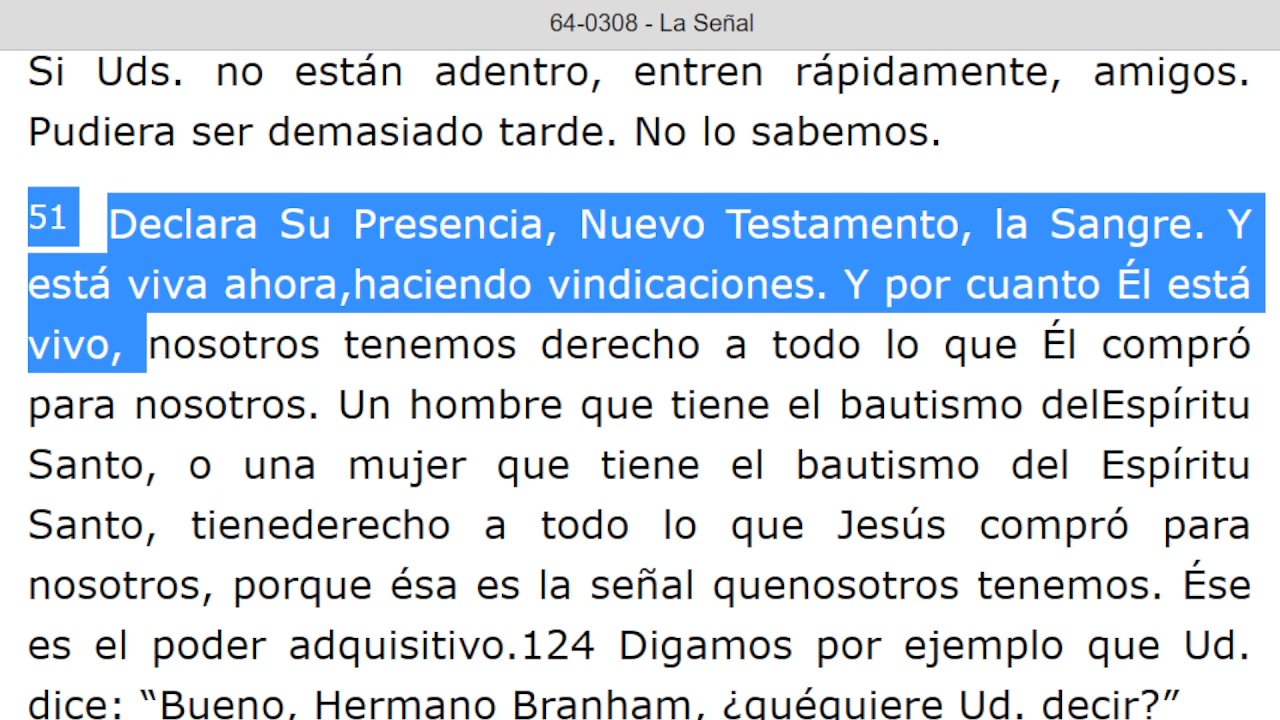 64-0308 - La Señal
Si Uds. no están adentro, entren rápidamente, amigos.
Pudiera ser demasiado tarde. No lo sabemos.
51 Declara Su Presencia, Nuevo Testamento, la Sangre. Y
está viva ahora,haciendo vindicaciones. Y por cuanto Él está
vivo, nosotros tenemos derecho a todo lo que Él compró
para nosotros. Un hombre que tiene el bautismo delEspíritu
Santo, o una mujer que tiene el bautismo del Espíritu
Santo, tienederecho a todo lo que Jesús compró para
nosotros, porque ésa es la señal quenosotros tenemos. Ése
es el poder adquisitivo.124 Digamos por ejemplo que Ud.
dice: “Bueno, Hermano Branham, ¿quéquiere Ud. decir?”